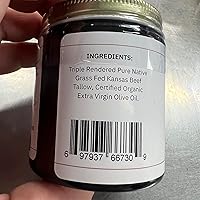 INGREDIENTS:
Triple Rendered Pure Native
Grass Fed Kansas Beef
Tallow, Certified Organic
Extra Virgin Olive Oil.
6 97937 66730 9